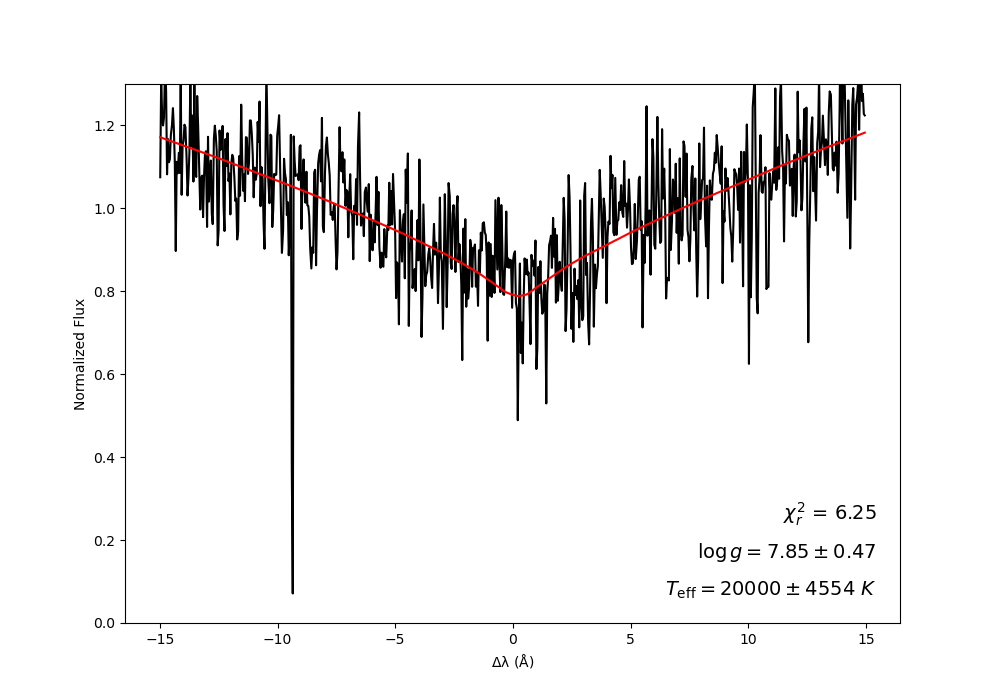 1.2
1.0
0.8
0.6
0.4
0.2
0.0
Normalized Flux
χ²ᵣ = 6.25
log g = 7.85 ± 0.47
T_eff = 20000 ± 4554 K
−15 −10 −5 0 5 10 15
Δλ (Å)